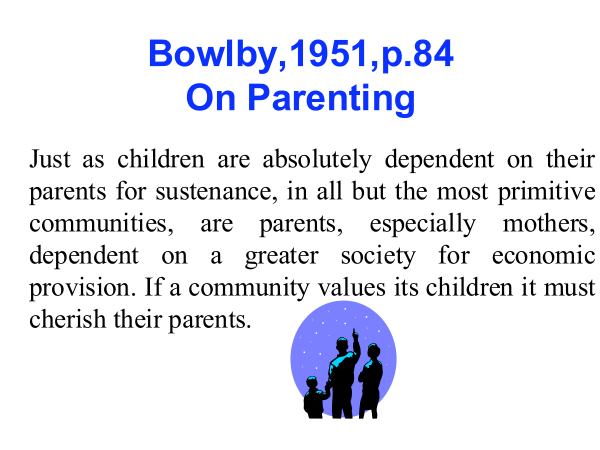 Bowlby,1951,p.84
On Parenting
Just as children are absolutely dependent on their
parents for sustenance, in all but the most primitive
communities, are parents, especially mothers,
dependent on a greater society for economic
provision. If a community values its children it must
cherish their parents.